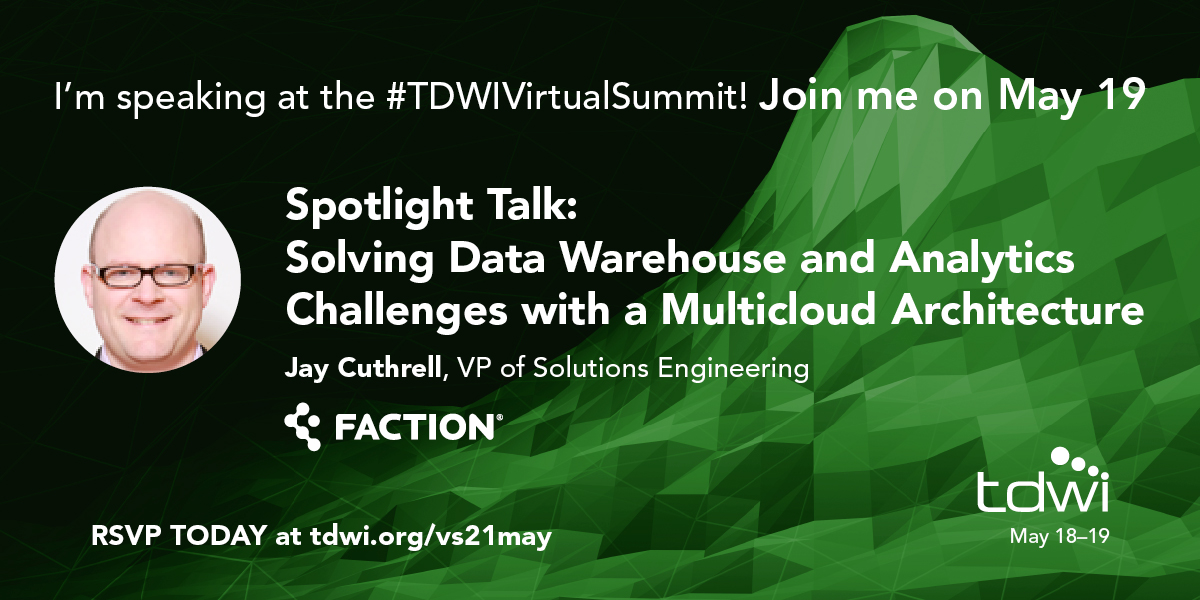 I'm speaking at the #TDWIVirtualSummit! Join me on May 19
Spotlight Talk:
Solving Data Warehouse and Analytics
Challenges with a Multicloud Architecture
Jay Cuthrell, VP of Solutions Engineering
FACTION®
tdwi
May 18–19
RSVP TODAY at tdwi.org/vs21may